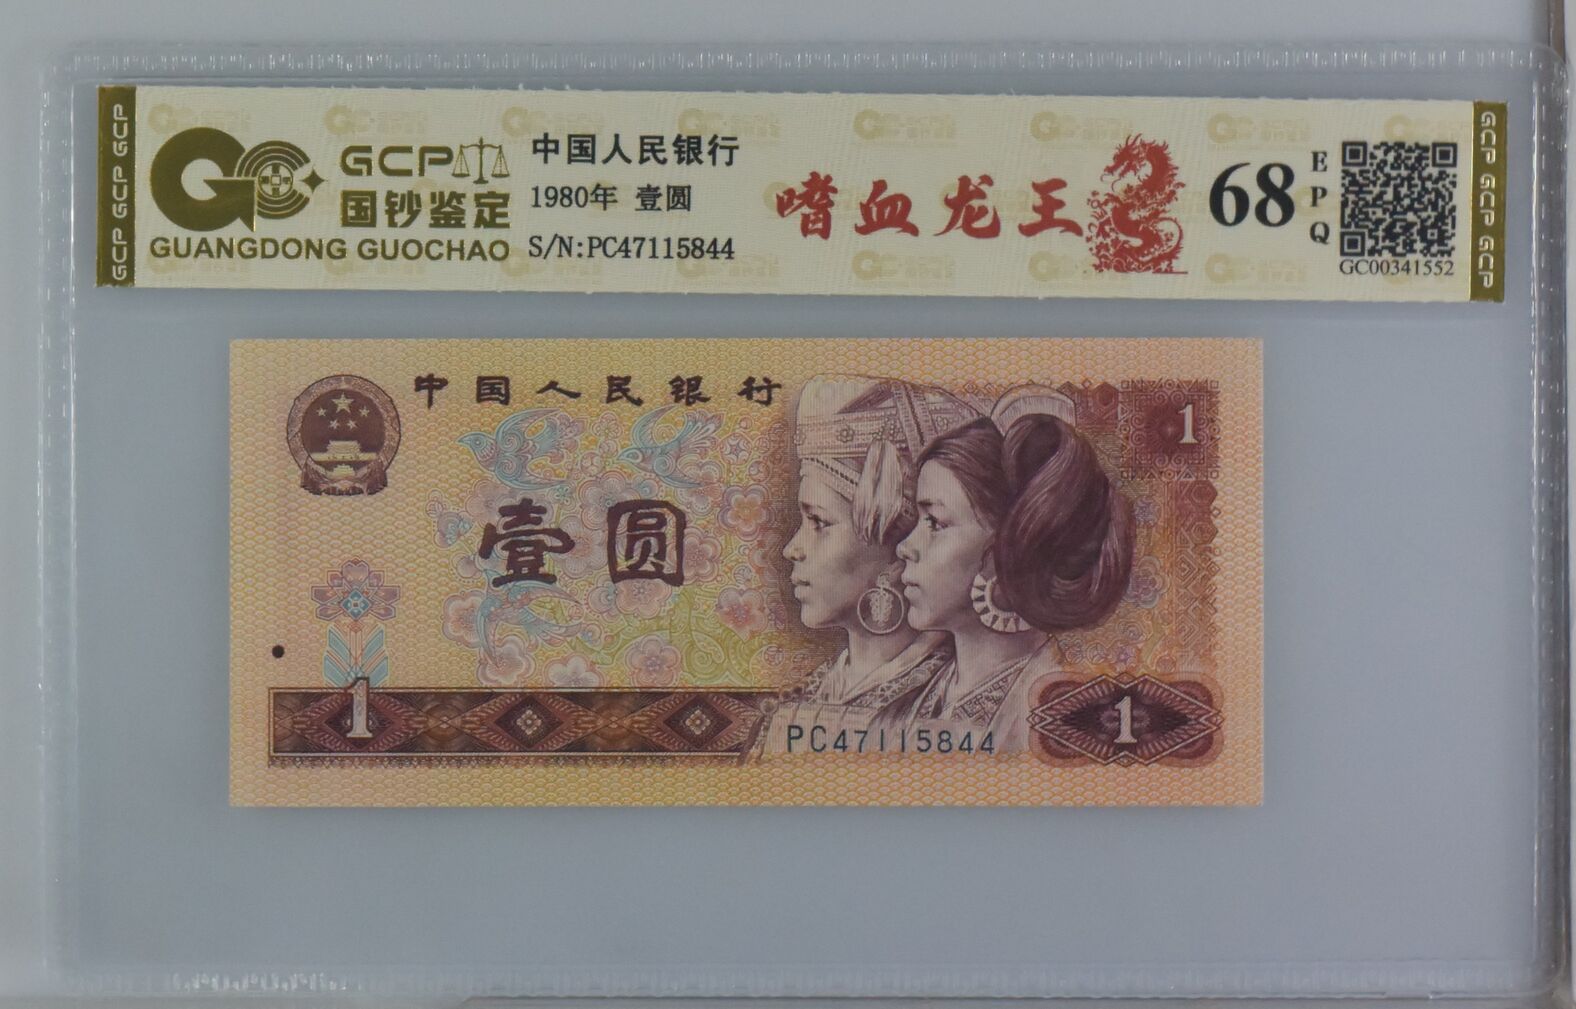 GCP GCP GCP
GCP
国钞鉴定
GUANGDONG GUOCHAO
中国人民银行
1980年 壹圆
S/N:PC47115844
嗜血龙王
68
EPQ
GC00341552
GCP GCP GCP
中国人民银行
1
壹圆
1
PC47115844
1